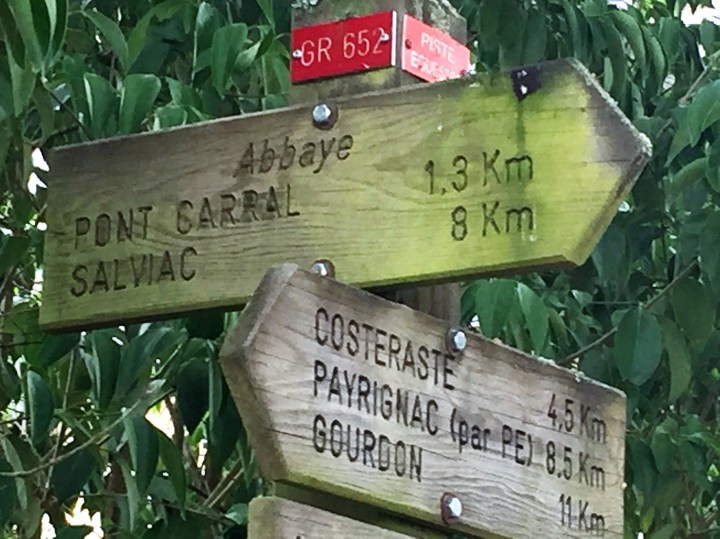 GR 652
PISTE
EQUESTRE
Abbaye
PONT CARRAL 1,3 Km
SALVIAC 8 Km
COSTERASTE 4,5 Km
PAYRIGNAC (par PE) 8.5 Km
GOURDON 11 Km